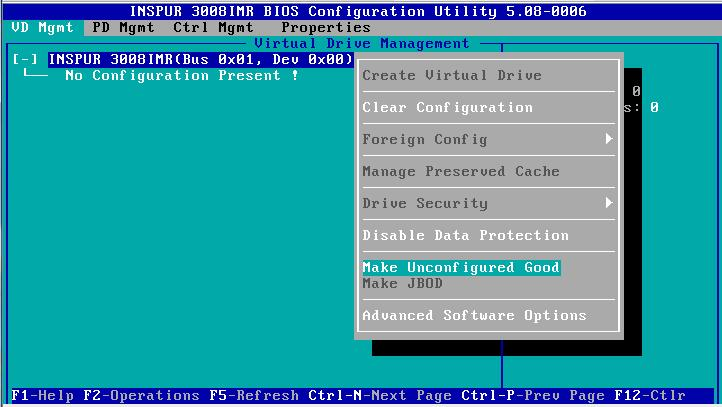 INSPUR 3008IMR BIOS Configuration Utility 5.08-0006
VD Mgmt PD Mgmt Ctrl Mgmt Properties
Virtual Drive Management
[-] INSPUR 3008IMR(Bus 0x01, Dev 0x00)
No Configuration Present !
Create Virtual Drive
0
Clear Configuration
s: 0
Foreign Config
Manage Preserved Cache
Drive Security
Disable Data Protection
Make Unconfigured Good
Make JBOD
Advanced Software Options
F1-Help F2-Operations F5-Refresh Ctrl-N-Next Page Ctrl-P-Prev Page F12-Ctlr